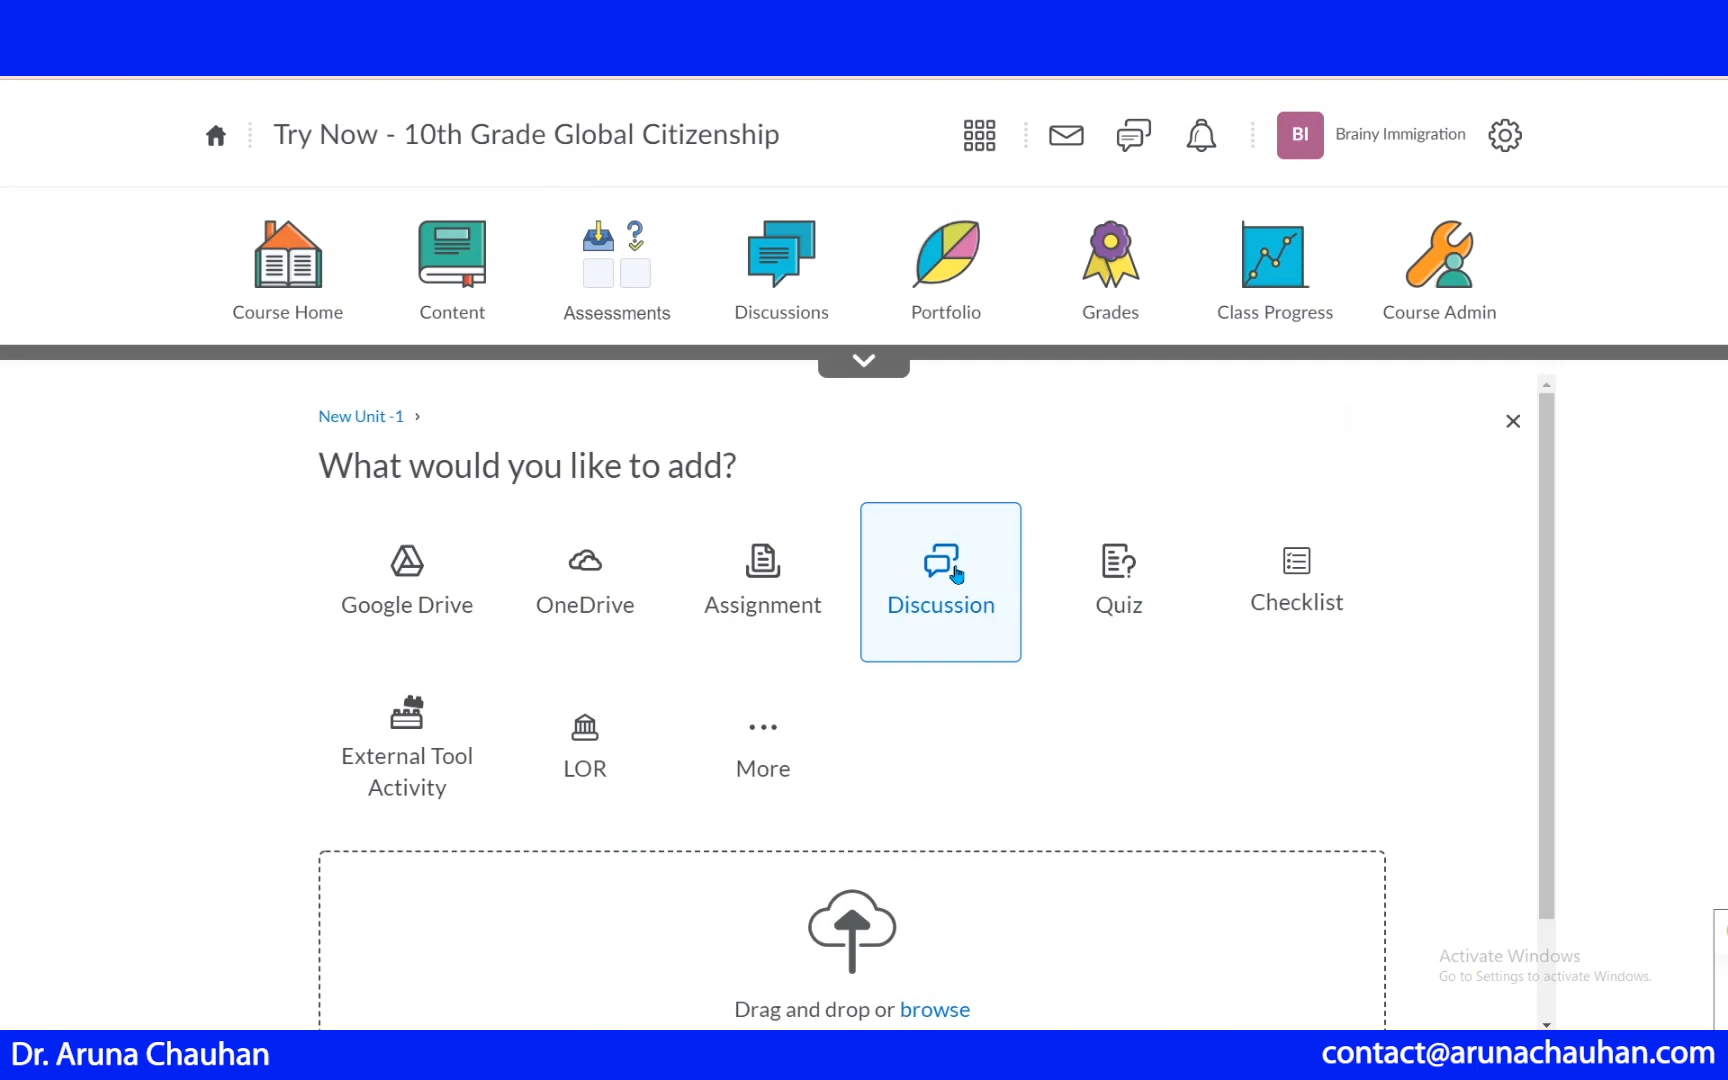 Try Now - 10th Grade Global Citizenship
BI
Brainy Immigration
Course Home
Content
Assessments
Discussions
Portfolio
Grades
Class Progress
Course Admin
New Unit -1 ›
What would you like to add?
Google Drive
OneDrive
Assignment
Discussion
Quiz
Checklist
External Tool
Activity
LOR
More
Drag and drop or browse
Activate Windows
Go to Settings to activate Windows.
Dr. Aruna Chauhan
contact@arunachauhan.com